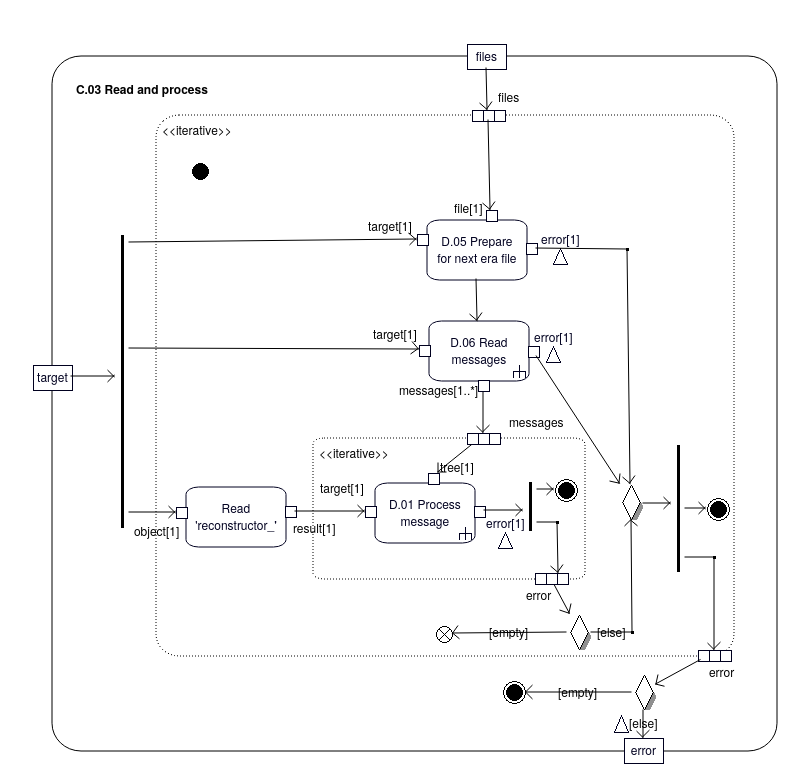 files
C.03 Read and process
files
<<iterative>>
file[1]
target[1]
D.05 Prepare
for next era file
error[1]
target[1]
D.06 Read
messages
error[1]
target
messages[1..*]
messages
<<iterative>>
tree[1]
target[1]
Read
'reconstructor_'
D.01 Process
message
object[1]
result[1]
error[1]
error
[empty]
[else]
error
[empty]
[else]
error